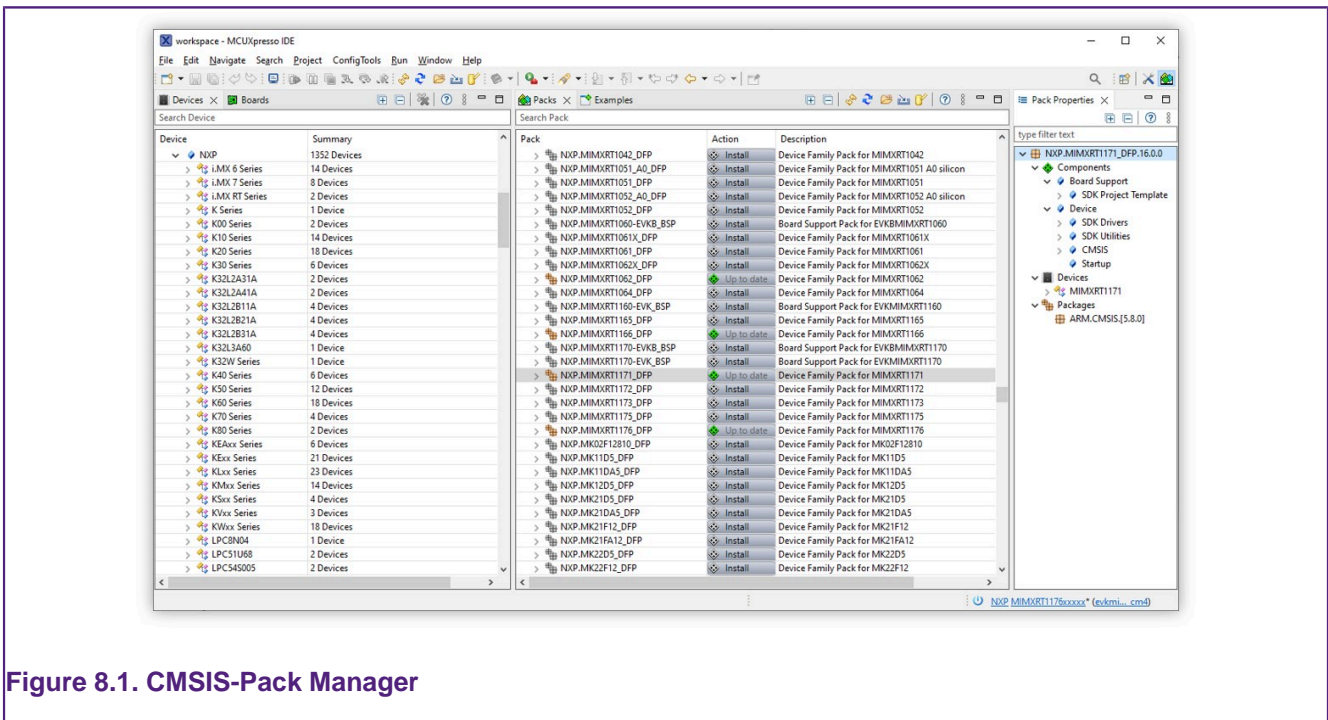 workspace - MCUXpresso IDE
File Edit Navigate Search Project ConfigTools Run Window Help
Devices Boards
Search Device
Device Summary
NXP 1352 Devices
i.MX 6 Series 14 Devices
i.MX 7 Series 8 Devices
i.MX RT Series 2 Devices
K Series 1 Device
K00 Series 2 Devices
K10 Series 14 Devices
K20 Series 18 Devices
K30 Series 6 Devices
K32L2A31A 2 Devices
K32L2A41A 2 Devices
K32L2B11A 4 Devices
K32L2B21A 4 Devices
K32L2B31A 4 Devices
K32L3A60 1 Device
K32W Series 1 Device
K40 Series 6 Devices
K50 Series 12 Devices
K60 Series 18 Devices
K70 Series 4 Devices
K80 Series 2 Devices
KEAxx Series 6 Devices
KExx Series 21 Devices
KLxx Series 23 Devices
KMxx Series 14 Devices
KSxx Series 4 Devices
KVxx Series 3 Devices
KWxx Series 18 Devices
LPC8N04 1 Device
LPC51U68 2 Devices
LPC54S005 2 Devices
Packs Examples
Search Pack
Pack Action Description
NXP.MIMXRT1042_DFP Install Device Family Pack for MIMXRT1042
NXP.MIMXRT1051_A0_DFP Install Device Family Pack for MIMXRT1051 A0 silicon
NXP.MIMXRT1051_DFP Install Device Family Pack for MIMXRT1051
NXP.MIMXRT1052_A0_DFP Install Device Family Pack for MIMXRT1052 A0 silicon
NXP.MIMXRT1052_DFP Install Device Family Pack for MIMXRT1052
NXP.MIMXRT1060-EVKB_BSP Install Board Support Pack for EVKBMIMXRT1060
NXP.MIMXRT1061X_DFP Install Device Family Pack for MIMXRT1061X
NXP.MIMXRT1061_DFP Install Device Family Pack for MIMXRT1061
NXP.MIMXRT1062X_DFP Install Device Family Pack for MIMXRT1062X
NXP.MIMXRT1062_DFP Up to date Device Family Pack for MIMXRT1062
NXP.MIMXRT1064_DFP Install Device Family Pack for MIMXRT1064
NXP.MIMXRT1160-EVK_BSP Install Board Support Pack for EVKMIMXRT1160
NXP.MIMXRT1165_DFP Install Device Family Pack for MIMXRT1165
NXP.MIMXRT1166_DFP Up to date Device Family Pack for MIMXRT1166
NXP.MIMXRT1170-EVKB_BSP Install Board Support Pack for EVKBMIMXRT1170
NXP.MIMXRT1170-EVK_BSP Install Board Support Pack for EVKMIMXRT1170
NXP.MIMXRT1171_DFP Up to date Device Family Pack for MIMXRT1171
NXP.MIMXRT1172_DFP Install Device Family Pack for MIMXRT1172
NXP.MIMXRT1173_DFP Install Device Family Pack for MIMXRT1173
NXP.MIMXRT1175_DFP Install Device Family Pack for MIMXRT1175
NXP.MIMXRT1176_DFP Up to date Device Family Pack for MIMXRT1176
NXP.MK02F12810_DFP Install Device Family Pack for MK02F12810
NXP.MK11D5_DFP Install Device Family Pack for MK11D5
NXP.MK11DA5_DFP Install Device Family Pack for MK11DA5
NXP.MK12D5_DFP Install Device Family Pack for MK12D5
NXP.MK21D5_DFP Install Device Family Pack for MK21D5
NXP.MK21DA5_DFP Install Device Family Pack for MK21DA5
NXP.MK21F12_DFP Install Device Family Pack for MK21F12
NXP.MK21FA12_DFP Install Device Family Pack for MK21FA12
NXP.MK22D5_DFP Install Device Family Pack for MK22D5
NXP.MK22F12_DFP Install Device Family Pack for MK22F12
Pack Properties
type filter text
NXP.MIMXRT1171_DFP.16.0.0
Components
Board Support
SDK Project Template
Device
SDK Drivers
SDK Utilities
CMSIS
Startup
Devices
MIMXRT1171
Packages
ARM.CMSIS.[5.8.0]
NXP MIMXRT1176xxxxx* (evkmi... cm4)
Figure 8.1. CMSIS-Pack Manager